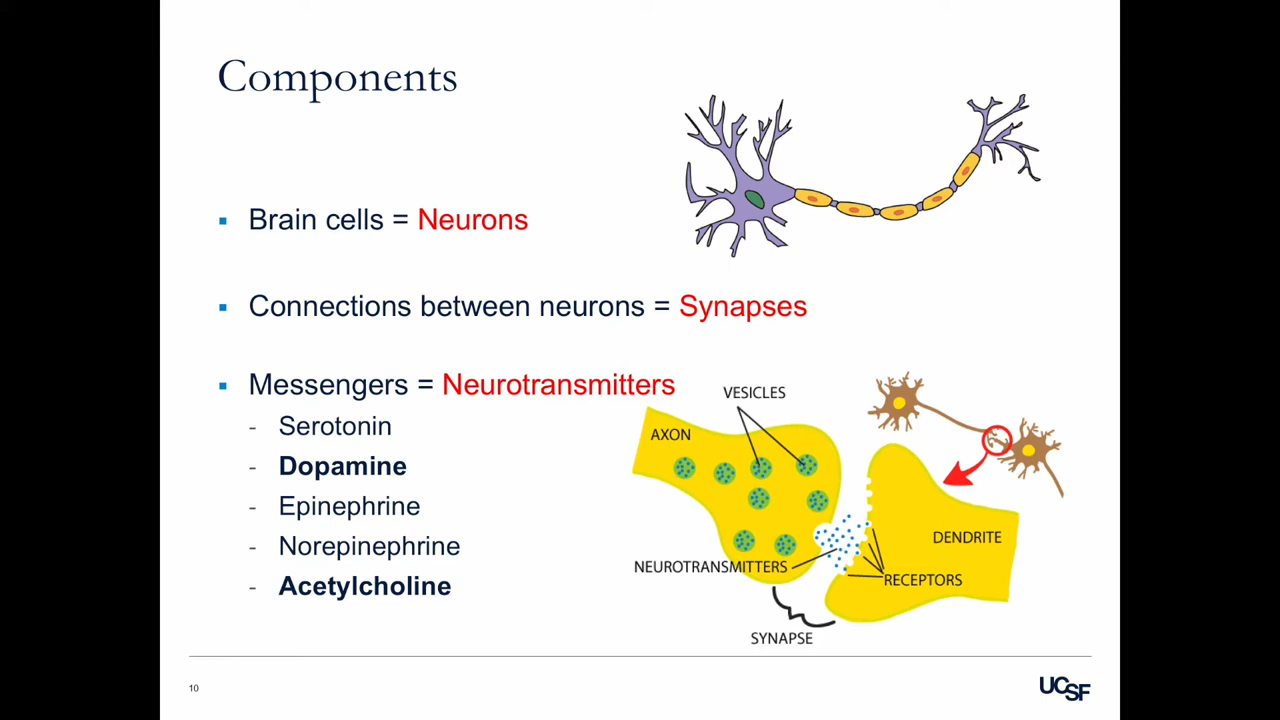 Components
▪ Brain cells = Neurons
▪ Connections between neurons = Synapses
▪ Messengers = Neurotransmitters
- Serotonin
- Dopamine
- Epinephrine
- Norepinephrine
- Acetylcholine
VESICLES
AXON
DENDRITE
NEUROTRANSMITTERS
RECEPTORS
SYNAPSE
10
UCSF